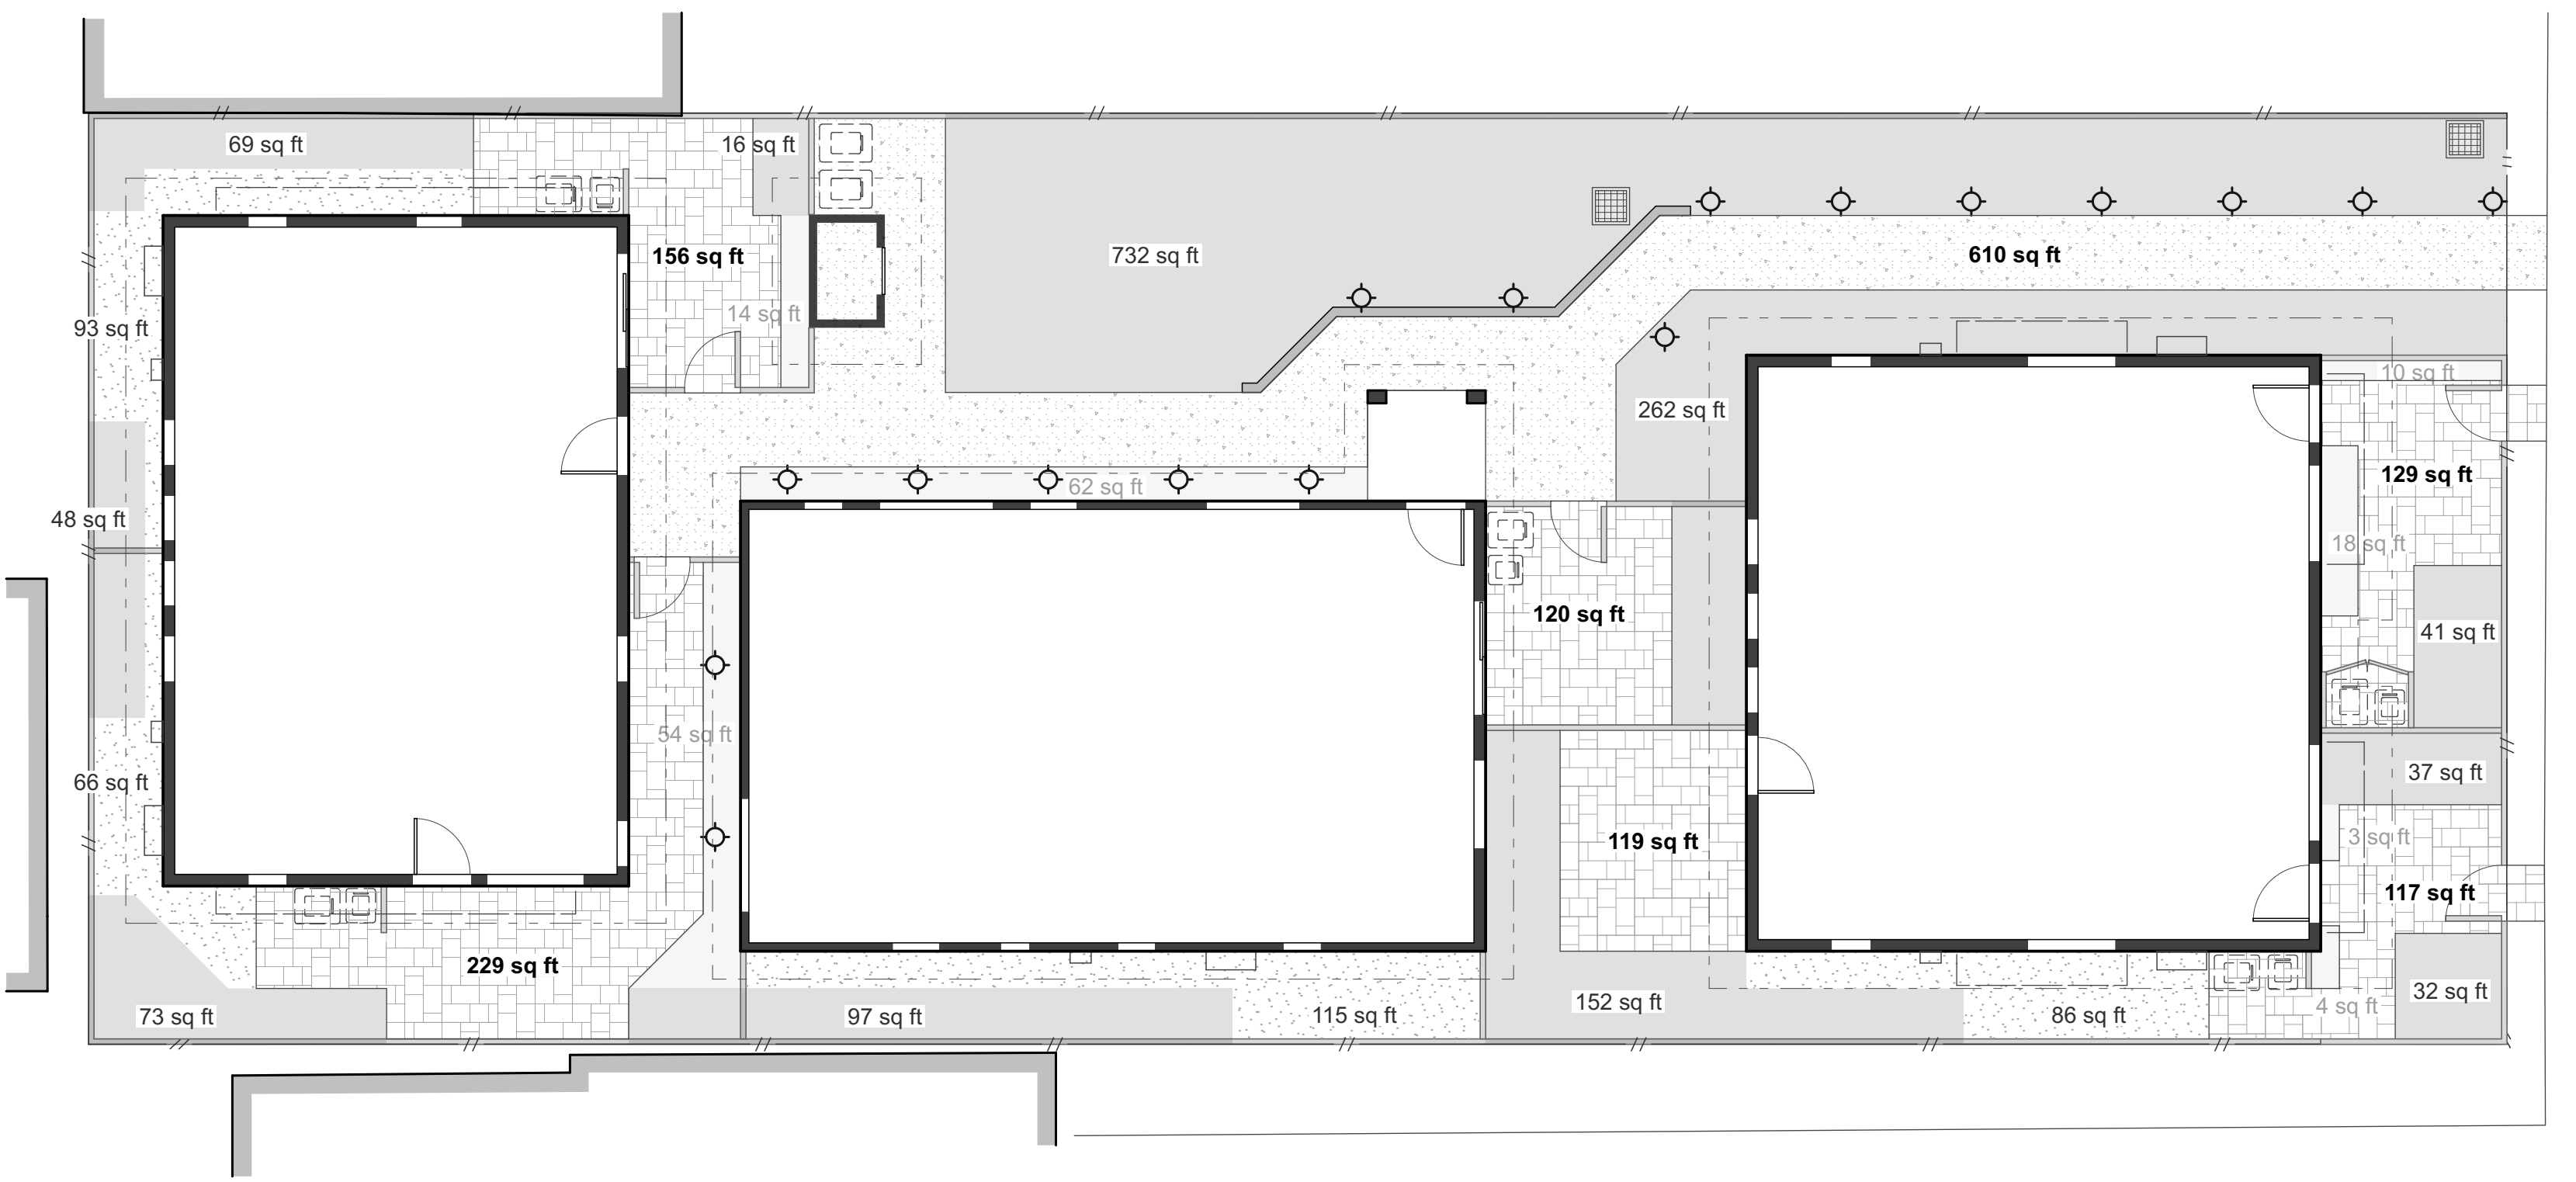 69 sq ft
16 sq ft
156 sq ft
732 sq ft
610 sq ft
14 sq ft
93 sq ft
10 sq ft
262 sq ft
129 sq ft
62 sq ft
48 sq ft
18 sq ft
120 sq ft
41 sq ft
54 sq ft
37 sq ft
66 sq ft
3 sq ft
119 sq ft
117 sq ft
229 sq ft
32 sq ft
152 sq ft
4 sq ft
73 sq ft
97 sq ft
115 sq ft
86 sq ft